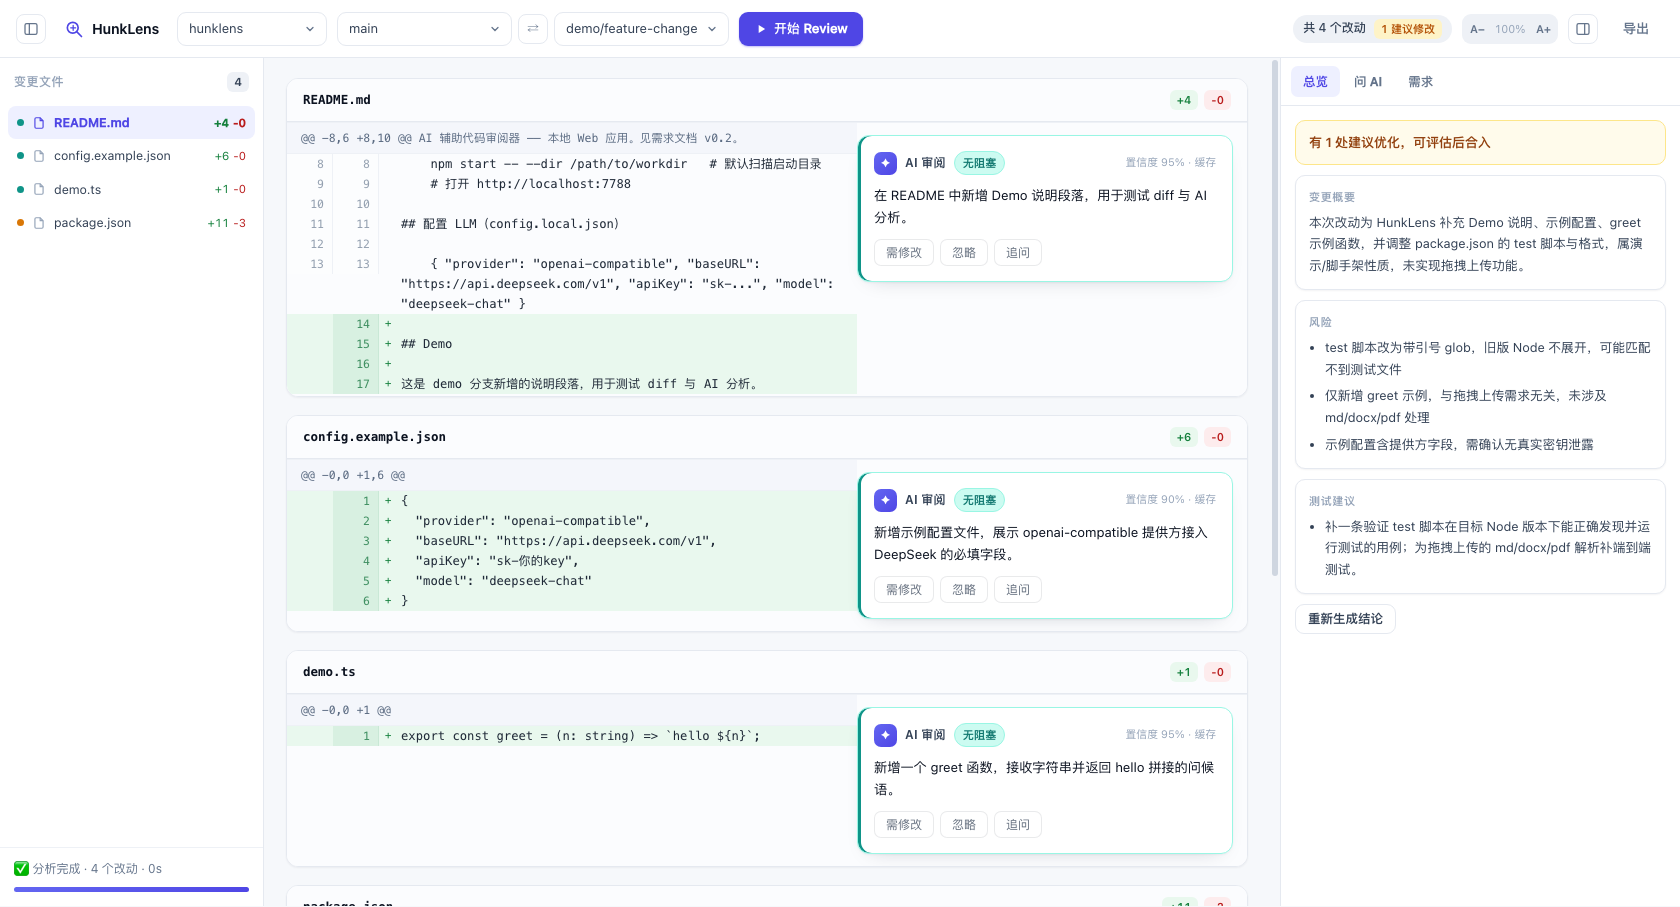 HunkLens
hunklens
main
demo/feature-change
开始 Review
共 4 个改动
1 建议修改
A−
100%
A+
导出
变更文件
4
README.md
+4 -0
config.example.json
+6 -0
demo.ts
+1 -0
package.json
+11 -3
✅ 分析完成 · 4 个改动 · 0s
README.md
+4
-0
@@ -8,6 +8,10 @@ AI 辅助代码审阅器 —— 本地 Web 应用。见需求文档 v0.2。
8 8 npm start -- --dir /path/to/workdir # 默认扫描启动目录
9 9 # 打开 http://localhost:7788
10 10
11 11 ## 配置 LLM（config.local.json）
12 12
13 13 { "provider": "openai-compatible", "baseURL":
"https://api.deepseek.com/v1", "apiKey": "sk-...", "model":
"deepseek-chat" }
14 +
15 + ## Demo
16 +
17 + 这是 demo 分支新增的说明段落，用于测试 diff 与 AI 分析。
AI 审阅
无阻塞
置信度 95% · 缓存
在 README 中新增 Demo 说明段落，用于测试 diff 与 AI
分析。
需修改
忽略
追问
config.example.json
+6
-0
@@ -0,0 +1,6 @@
1 + {
2 + "provider": "openai-compatible",
3 + "baseURL": "https://api.deepseek.com/v1",
4 + "apiKey": "sk-你的key",
5 + "model": "deepseek-chat"
6 + }
AI 审阅
无阻塞
置信度 90% · 缓存
新增示例配置文件，展示 openai-compatible 提供方接入
DeepSeek 的必填字段。
需修改
忽略
追问
demo.ts
+1
-0
@@ -0,0 +1 @@
1 + export const greet = (n: string) => `hello ${n}`;
AI 审阅
无阻塞
置信度 95% · 缓存
新增一个 greet 函数，接收字符串并返回 hello 拼接的问候
语。
需修改
忽略
追问
package.json
+11
-3
总览
问 AI
需求
有 1 处建议优化，可评估后合入
变更概要
本次改动为 HunkLens 补充 Demo 说明、示例配置、greet
示例函数，并调整 package.json 的 test 脚本与格式，属演
示/脚手架性质，未实现拖拽上传功能。
风险
• test 脚本改为带引号 glob，旧版 Node 不展开，可能匹配
不到测试文件
• 仅新增 greet 示例，与拖拽上传需求无关，未涉及
md/docx/pdf 处理
• 示例配置含提供方字段，需确认无真实密钥泄露
测试建议
• 补一条验证 test 脚本在目标 Node 版本下能正确发现并运
行测试的用例；为拖拽上传的 md/docx/pdf 解析补端到端
测试。
重新生成结论